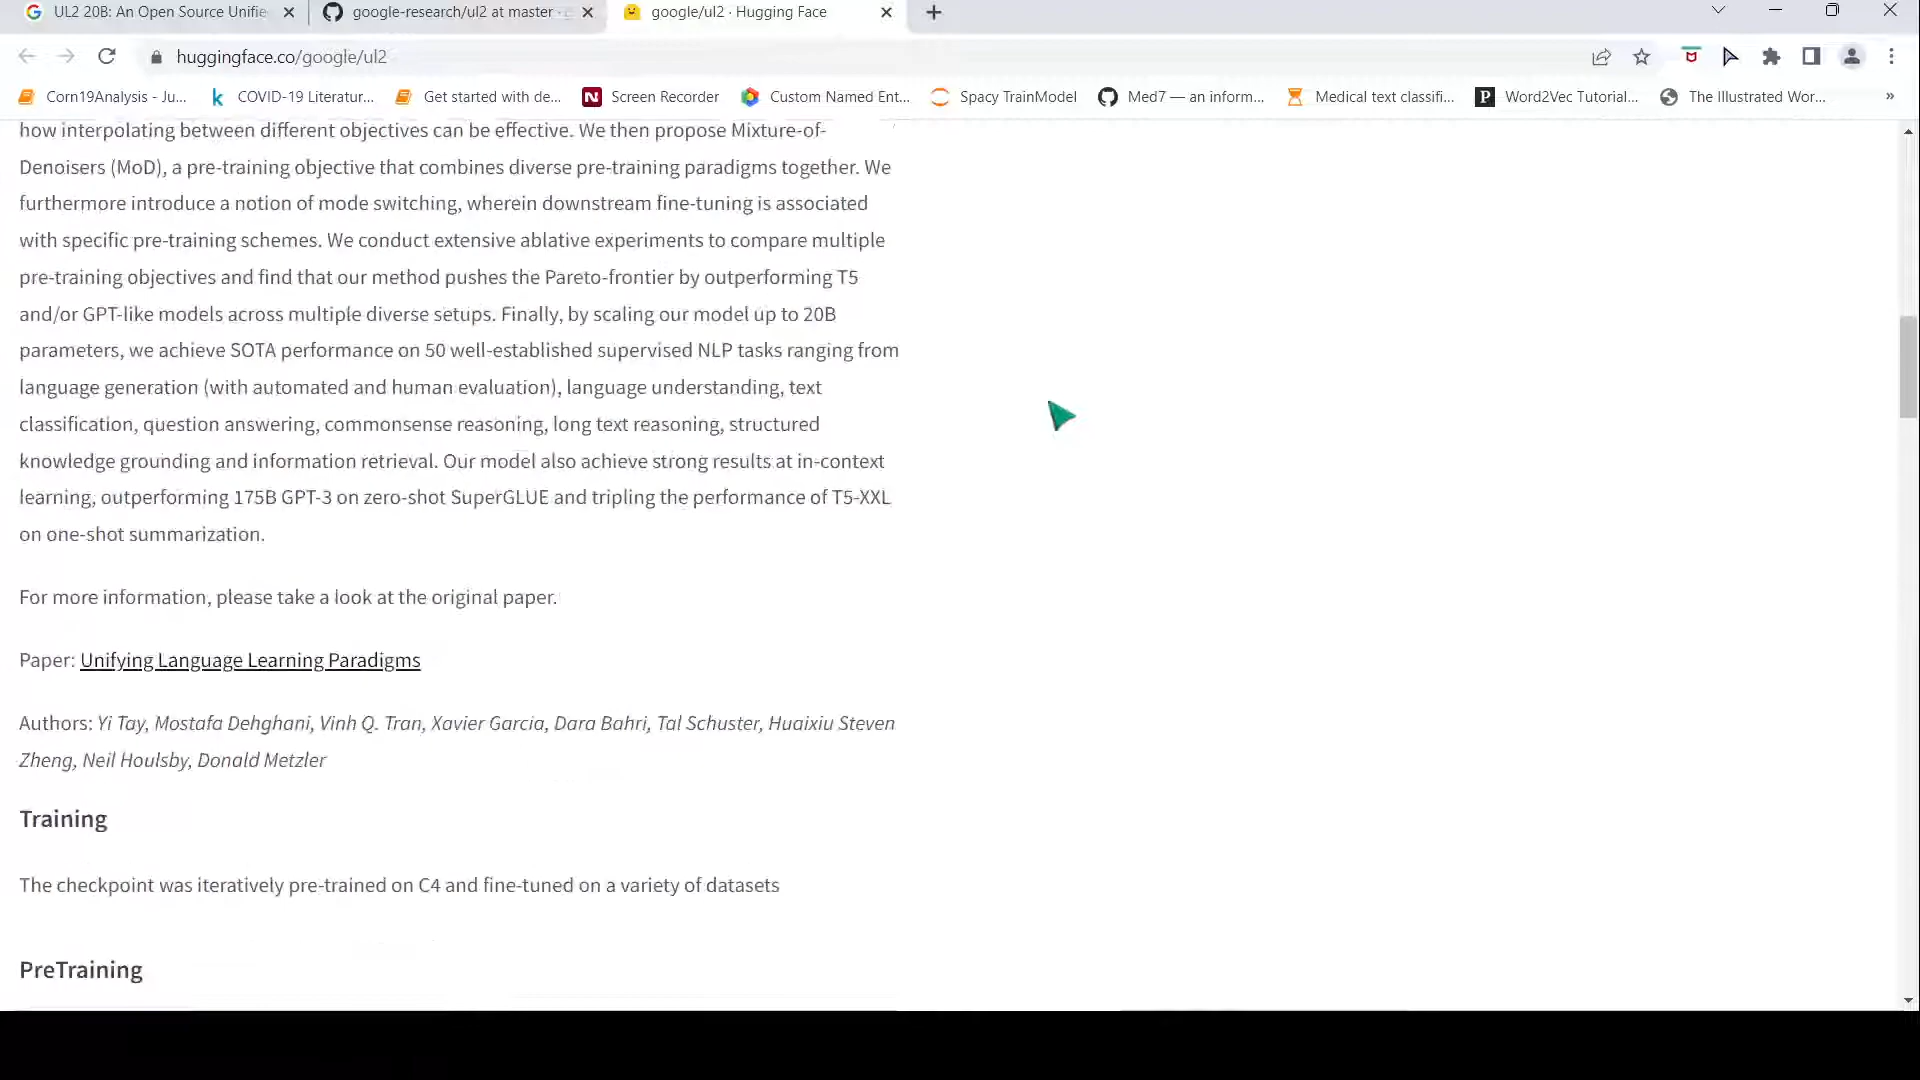 UL2 20B: An Open Source Unifie
google-research/ul2 at master ·
google/ul2 · Hugging Face
huggingface.co/google/ul2
Corn19Analysis - Ju...
COVID-19 Literatur...
Get started with de...
Screen Recorder
Custom Named Ent...
Spacy TrainModel
Med7 — an inform...
Medical text classifi...
Word2Vec Tutorial...
The Illustrated Wor...
»
how interpolating between different objectives can be effective. We then propose Mixture-of-
Denoisers (MoD), a pre-training objective that combines diverse pre-training paradigms together. We
furthermore introduce a notion of mode switching, wherein downstream fine-tuning is associated
with specific pre-training schemes. We conduct extensive ablative experiments to compare multiple
pre-training objectives and find that our method pushes the Pareto-frontier by outperforming T5
and/or GPT-like models across multiple diverse setups. Finally, by scaling our model up to 20B
parameters, we achieve SOTA performance on 50 well-established supervised NLP tasks ranging from
language generation (with automated and human evaluation), language understanding, text
classification, question answering, commonsense reasoning, long text reasoning, structured
knowledge grounding and information retrieval. Our model also achieve strong results at in-context
learning, outperforming 175B GPT-3 on zero-shot SuperGLUE and tripling the performance of T5-XXL
on one-shot summarization.
For more information, please take a look at the original paper.
Paper: Unifying Language Learning Paradigms
Authors: Yi Tay, Mostafa Dehghani, Vinh Q. Tran, Xavier Garcia, Dara Bahri, Tal Schuster, Huaixiu Steven
Zheng, Neil Houlsby, Donald Metzler
Training
The checkpoint was iteratively pre-trained on C4 and fine-tuned on a variety of datasets
PreTraining